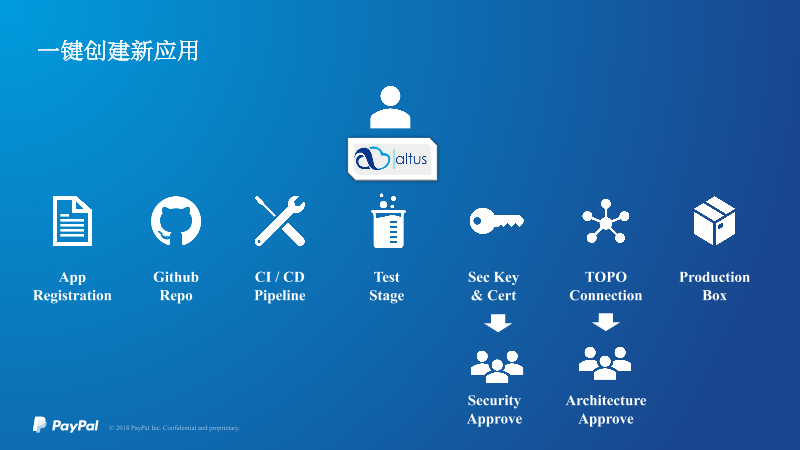 一键创建新应用
altus
App
Registration
Github
Repo
CI / CD
Pipeline
Test
Stage
Sec Key
& Cert
TOPO
Connection
Production
Box
Security
Approve
Architecture
Approve
PayPal
© 2018 PayPal Inc. Confidential and proprietary.